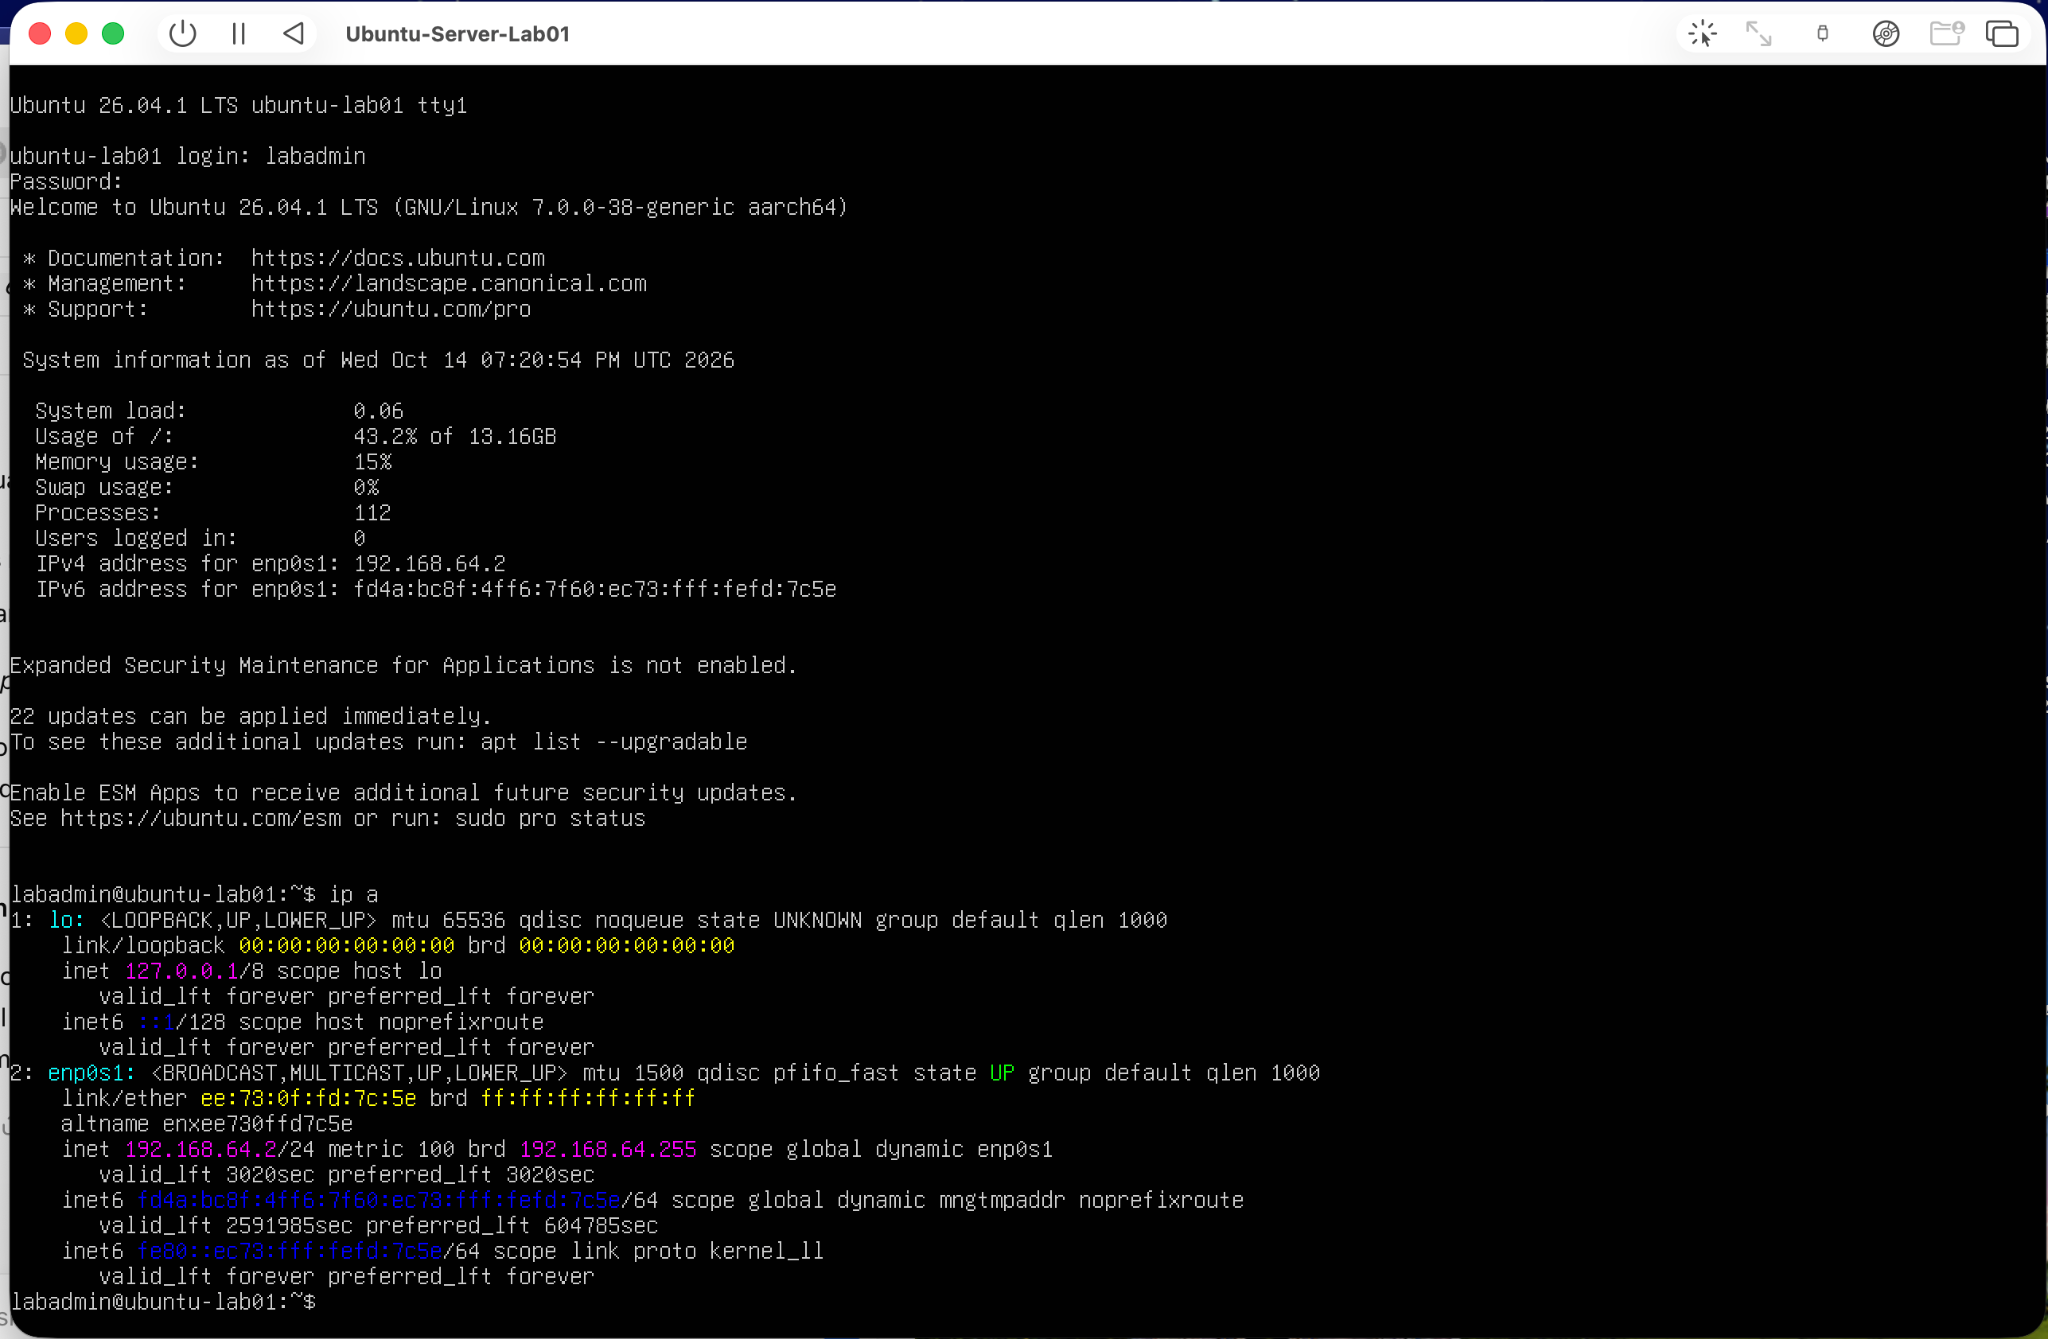 Ubuntu-Server-Lab01
Ubuntu 26.04.1 LTS ubuntu-lab01 tty1
ubuntu-lab01 login: labadmin
Password:
Welcome to Ubuntu 26.04.1 LTS (GNU/Linux 7.0.0-38-generic aarch64)
* Documentation:  https://docs.ubuntu.com
* Management:     https://landscape.canonical.com
* Support:        https://ubuntu.com/pro
System information as of Wed Oct 14 07:20:54 PM UTC 2026
System load:             0.06
Usage of /:              43.2% of 13.16GB
Memory usage:            15%
Swap usage:              0%
Processes:               112
Users logged in:         0
IPv4 address for enp0s1: 192.168.64.2
IPv6 address for enp0s1: fd4a:bc8f:4ff6:7f60:ec73:fff:fefd:7c5e
Expanded Security Maintenance for Applications is not enabled.
22 updates can be applied immediately.
To see these additional updates run: apt list --upgradable
Enable ESM Apps to receive additional future security updates.
See https://ubuntu.com/esm or run: sudo pro status
labadmin@ubuntu-lab01:~$ ip a
1: lo: <LOOPBACK,UP,LOWER_UP> mtu 65536 qdisc noqueue state UNKNOWN group default qlen 1000
link/loopback 00:00:00:00:00:00 brd 00:00:00:00:00:00
inet 127.0.0.1/8 scope host lo
valid_lft forever preferred_lft forever
inet6 ::1/128 scope host noprefixroute
valid_lft forever preferred_lft forever
2: enp0s1: <BROADCAST,MULTICAST,UP,LOWER_UP> mtu 1500 qdisc pfifo_fast state UP group default qlen 1000
link/ether ee:73:0f:fd:7c:5e brd ff:ff:ff:ff:ff:ff
altname enxee730ffd7c5e
inet 192.168.64.2/24 metric 100 brd 192.168.64.255 scope global dynamic enp0s1
valid_lft 3020sec preferred_lft 3020sec
inet6 fd4a:bc8f:4ff6:7f60:ec73:fff:fefd:7c5e/64 scope global dynamic mngtmpaddr noprefixroute
valid_lft 2591985sec preferred_lft 604785sec
inet6 fe80::ec73:fff:fefd:7c5e/64 scope link proto kernel_ll
valid_lft forever preferred_lft forever
labadmin@ubuntu-lab01:~$